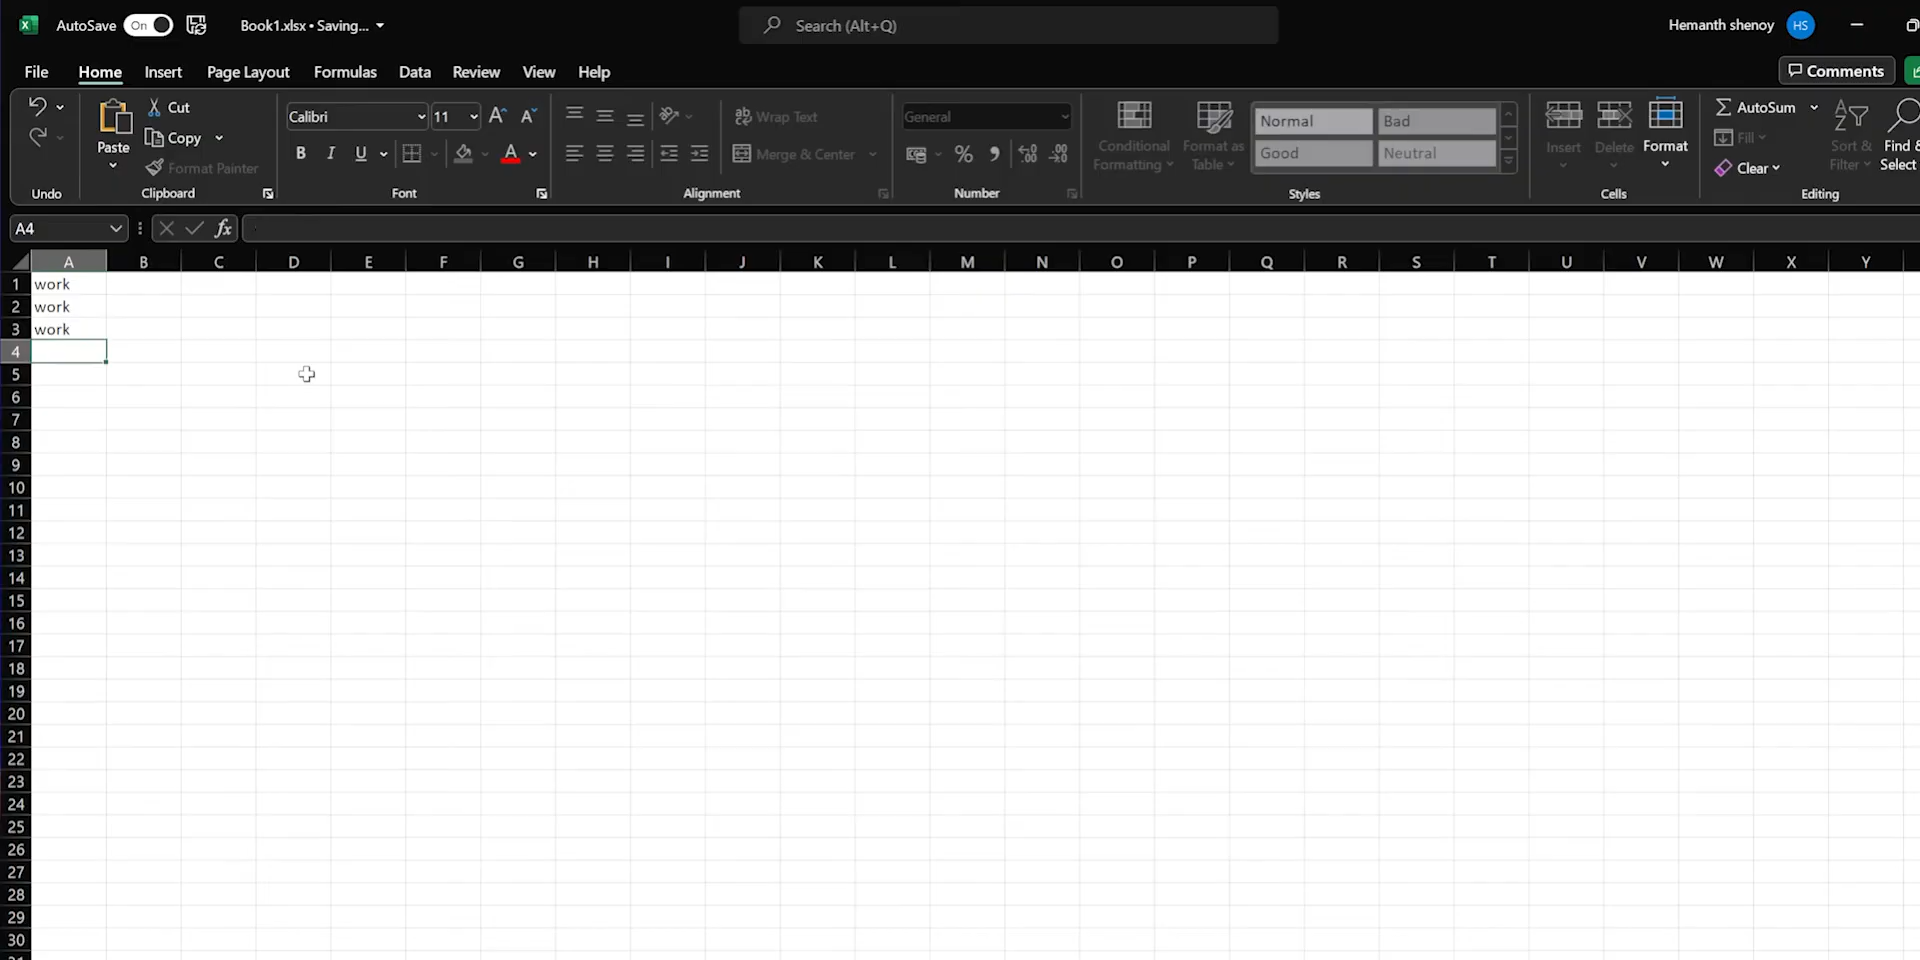 AutoSave On Book1.xlsx • Saving... Search (Alt+Q) Hemanth shenoy HS
File Home Insert Page Layout Formulas Data Review View Help Comments
Cut Calibri 11 Wrap Text General Normal Bad AutoSum
Paste Copy B I U Merge & Center % Conditional Formatting Format as Table Good Neutral Insert Delete Format Fill Sort & Filter Find & Select
Format Painter Clear
Undo Clipboard Font Alignment Number Styles Cells Editing
A4 fx
A B C D E F G H I J K L M N O P Q R S T U V W X Y
1 work
2 work
3 work
4
5
6
7
8
9
10
11
12
13
14
15
16
17
18
19
20
21
22
23
24
25
26
27
28
29
30